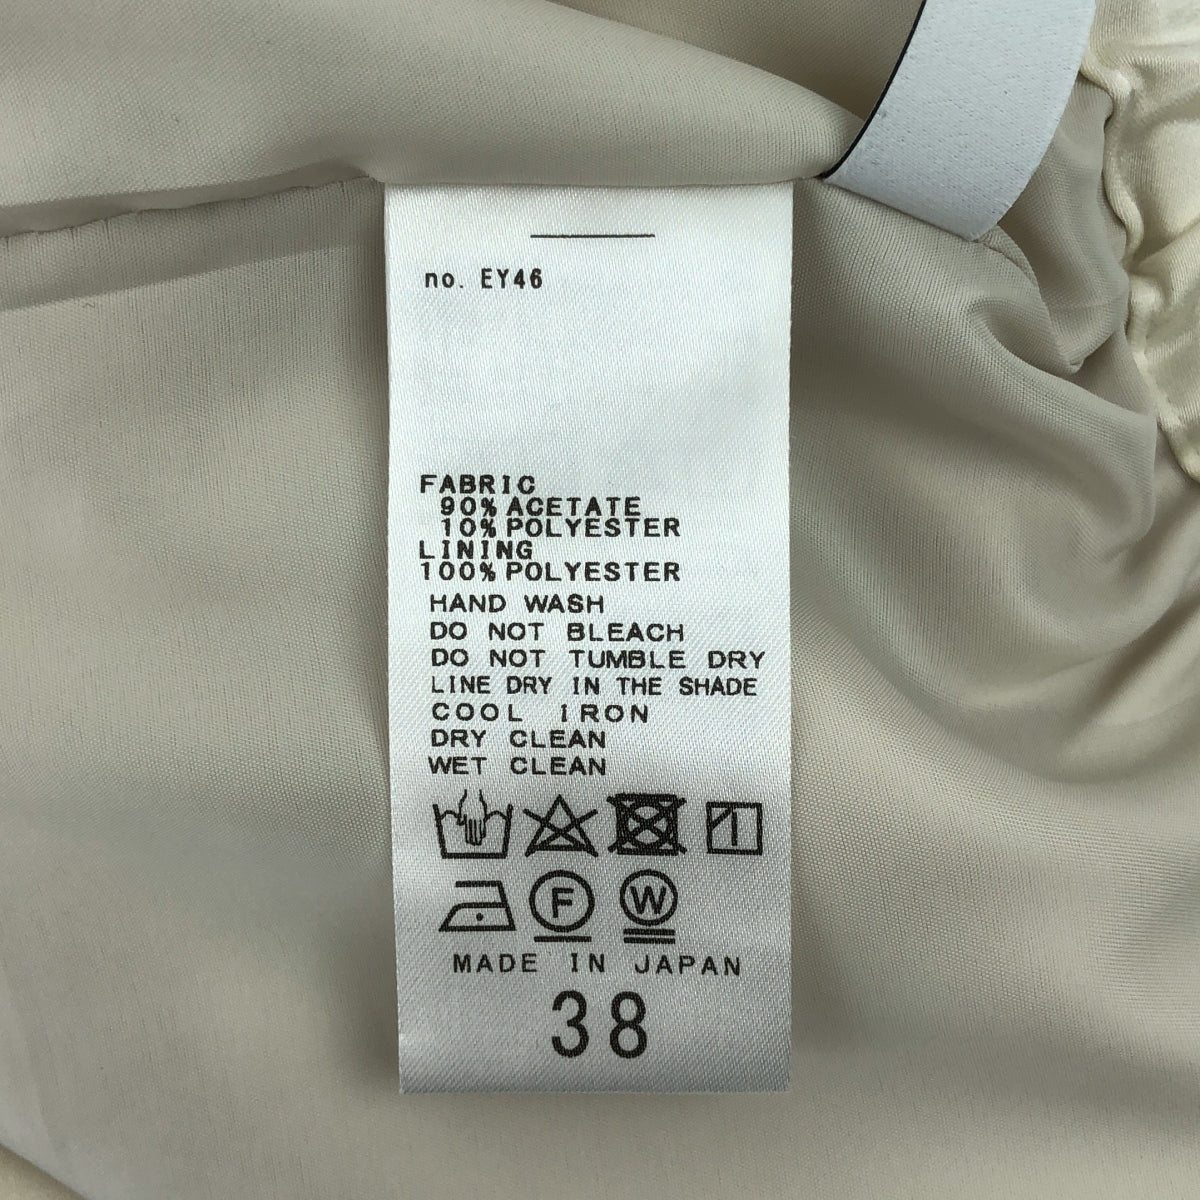 no. EY46
FABRIC
90% ACETATE
10% POLYESTER
LINING
100% POLYESTER
HAND WASH
DO NOT BLEACH
DO NOT TUMBLE DRY
LINE DRY IN THE SHADE
COOL IRON
DRY CLEAN
WET CLEAN
F W
MADE IN JAPAN
38